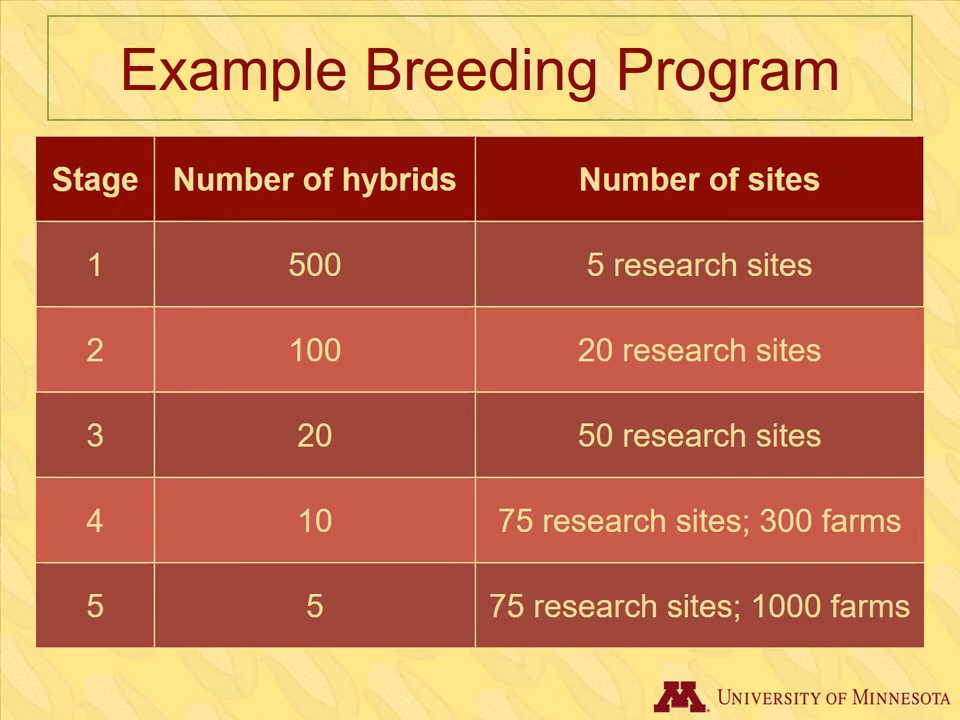 Example Breeding Program
Stage Number of hybrids Number of sites
1 500 5 research sites
2 100 20 research sites
3 20 50 research sites
4 10 75 research sites; 300 farms
5 5 75 research sites; 1000 farms
M UNIVERSITY OF MINNESOTA